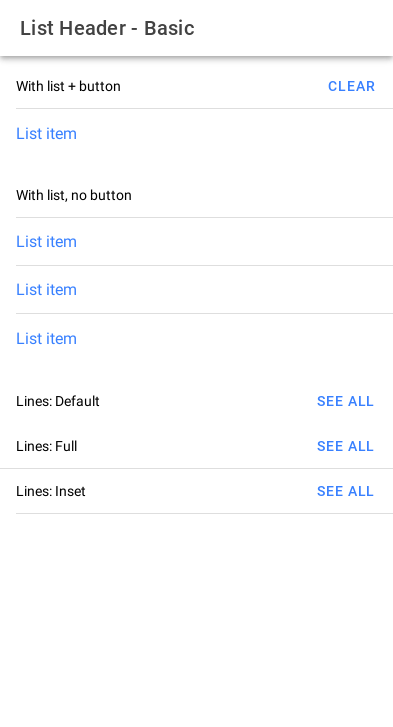 List Header - Basic
With list + button CLEAR
List item
With list, no button
List item
List item
List item
Lines: Default SEE ALL
Lines: Full SEE ALL
Lines: Inset SEE ALL